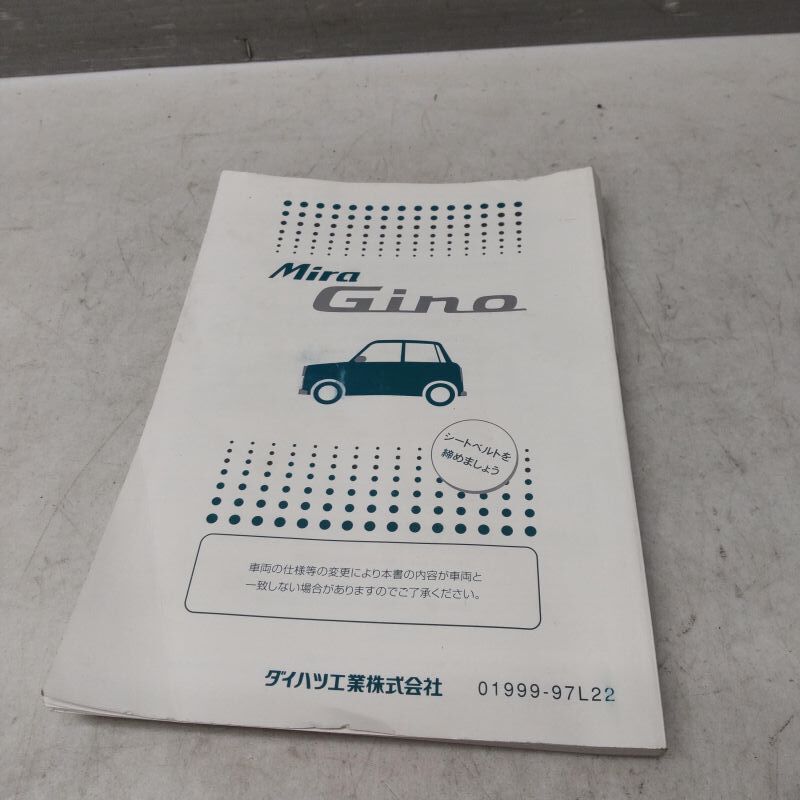 Mira
Gino
シートベルトを
締めましょう
車両の仕様等の変更により本書の内容が車両と
一致しない場合がありますのでご了承ください。
ダイハツ工業株式会社 01999-97L22